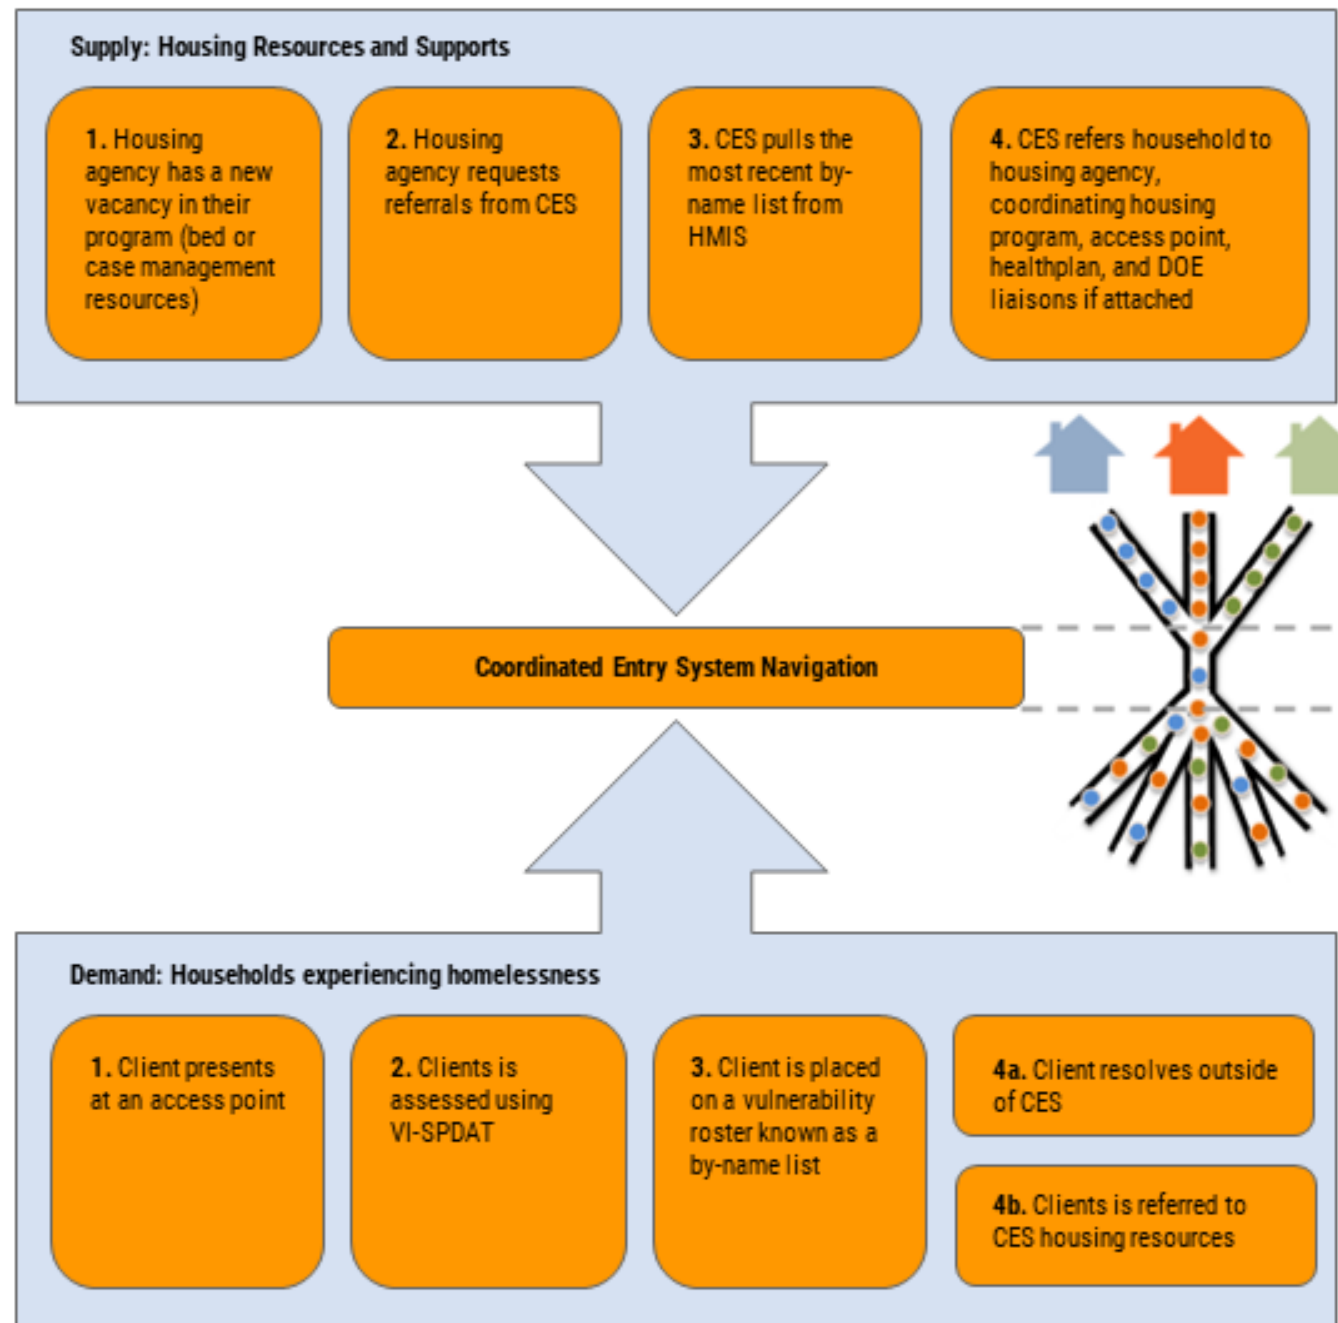 Supply: Housing Resources and Supports
1. Housing
agency has a new
vacancy in their
program (bed or
case management
resources)
2. Housing
agency requests
referrals from CES
3. CES pulls the
most recent by-
name list from
HMIS
4. CES refers household to
housing agency,
coordinating housing
program, access point,
healthplan, and DOE
liaisons if attached
Coordinated Entry System Navigation
Demand: Households experiencing homelessness
1. Client presents
at an access point
2. Clients is
assessed using
VI-SPDAT
3. Client is placed
on a vulnerability
roster known as a
by-name list
4a. Client resolves outside
of CES
4b. Clients is referred to
CES housing resources